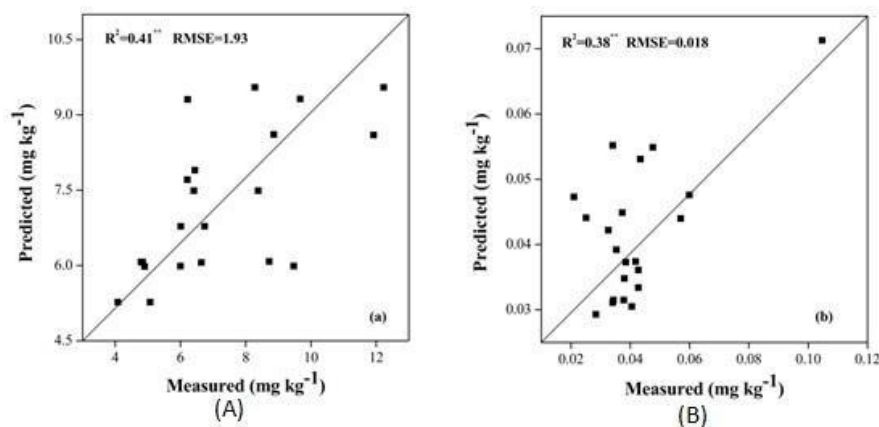 R²=0.41** RMSE=1.93
10.5
9.0
7.5
6.0
4.5
Predicted (mg kg⁻¹)
4 6 8 10 12
Measured (mg kg⁻¹)
(a)
(A)
R²=0.38** RMSE=0.018
0.07
0.06
0.05
0.04
0.03
Predicted (mg kg⁻¹)
0.02 0.04 0.06 0.08 0.10 0.12
Measured (mg kg⁻¹)
(b)
(B)